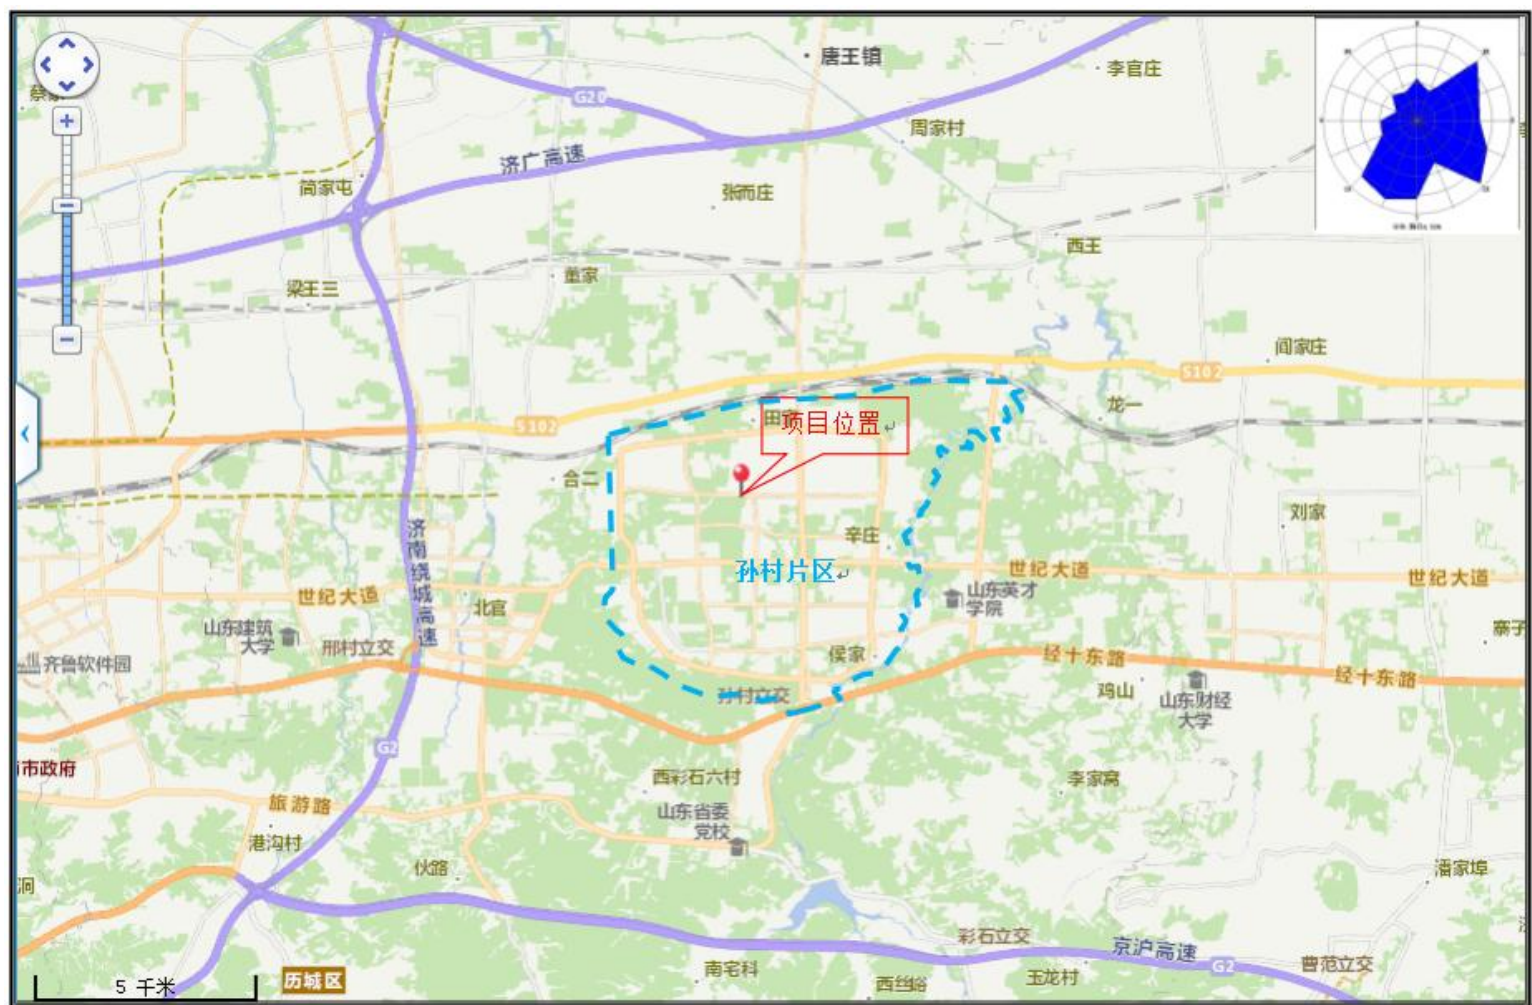 唐王镇
李官庄
G20
周家村
济广高速
简家屯
张而庄
西王
董家
梁王三
闫家庄
S102
龙一
S102
项目位置
合二
刘家
济南绕城高速
辛庄
孙村片区
世纪大道
世纪大道
世纪大道
山东英才
学院
北官
山东建筑
大学
邢村立交
寨子
侯家
齐鲁软件园
经十东路
经十东路
孙村立交
鸡山
山东财经
大学
G2
市政府
西彩石六村
李家窝
旅游路
山东省委
党校
港沟村
伙路
潘家埠
彩石立交
京沪高速
G2
曹范立交
南宅科
玉龙村
西丝峪
历城区
5 千米